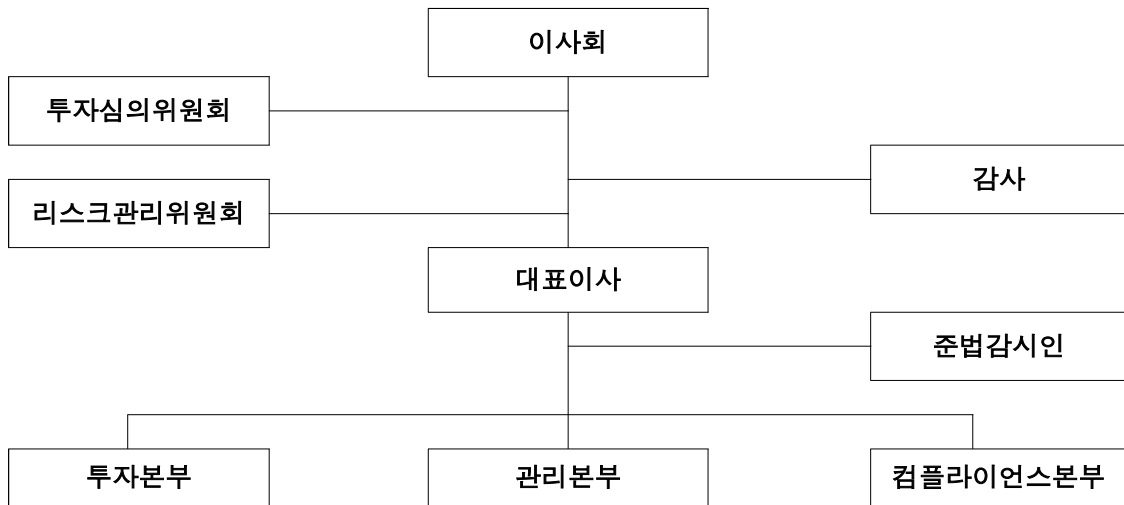 이사회
투자심의위원회
감사
리스크관리위원회
대표이사
준법감시인
투자본부
관리본부
컴플라이언스본부